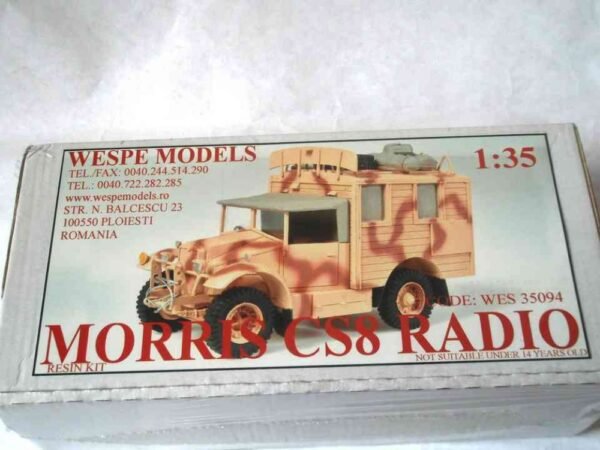 WESPE MODELS
TEL./FAX: 0040.244.514.290
TEL.: 0040.722.282.285
www.wespemodels.ro
STR. N. BALCESCU 23
100550 PLOIESTI
ROMANIA
1:35
CODE: WES 35094
MORRIS CS8 RADIO
RESIN KIT
NOT SUITABLE UNDER 14 YEARS OLD